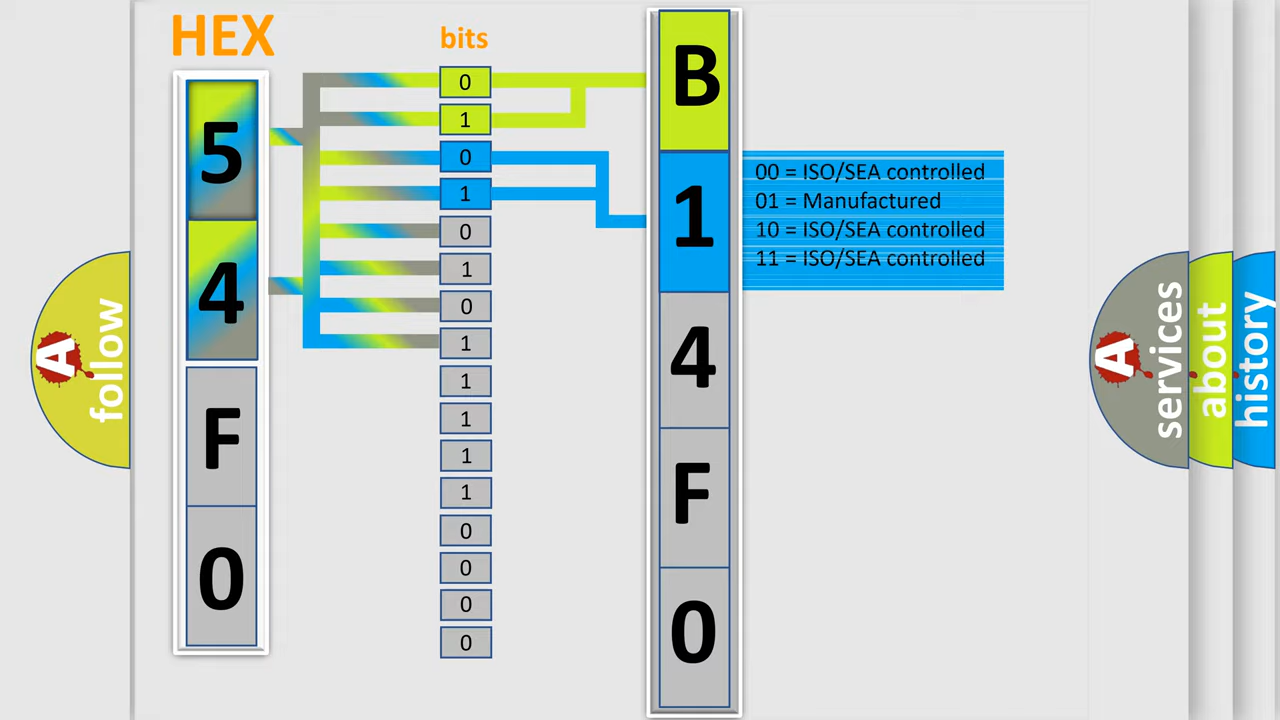 HEX
5
4
F
0
bits
0
1
0
1
0
1
0
1
1
1
1
1
0
0
0
0
B
1
4
F
0
00 = ISO/SEA controlled
01 = Manufactured
10 = ISO/SEA controlled
11 = ISO/SEA controlled
A
follow
A
services
about
history